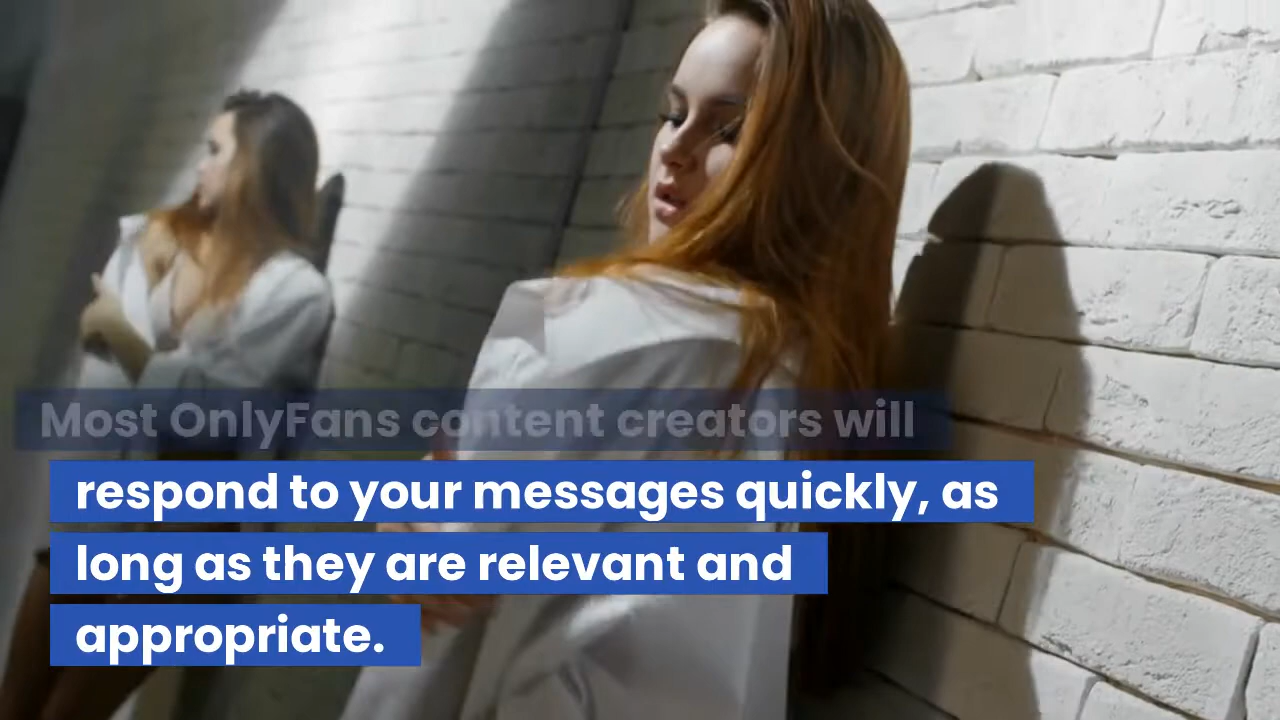 Most OnlyFans content creators will
respond to your messages quickly, as
long as they are relevant and
appropriate.